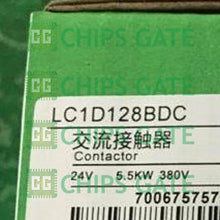 CHIPS GATE
LC1D128BDC
交流接触器
Contactor
24V 5.5KW 380V
700675757